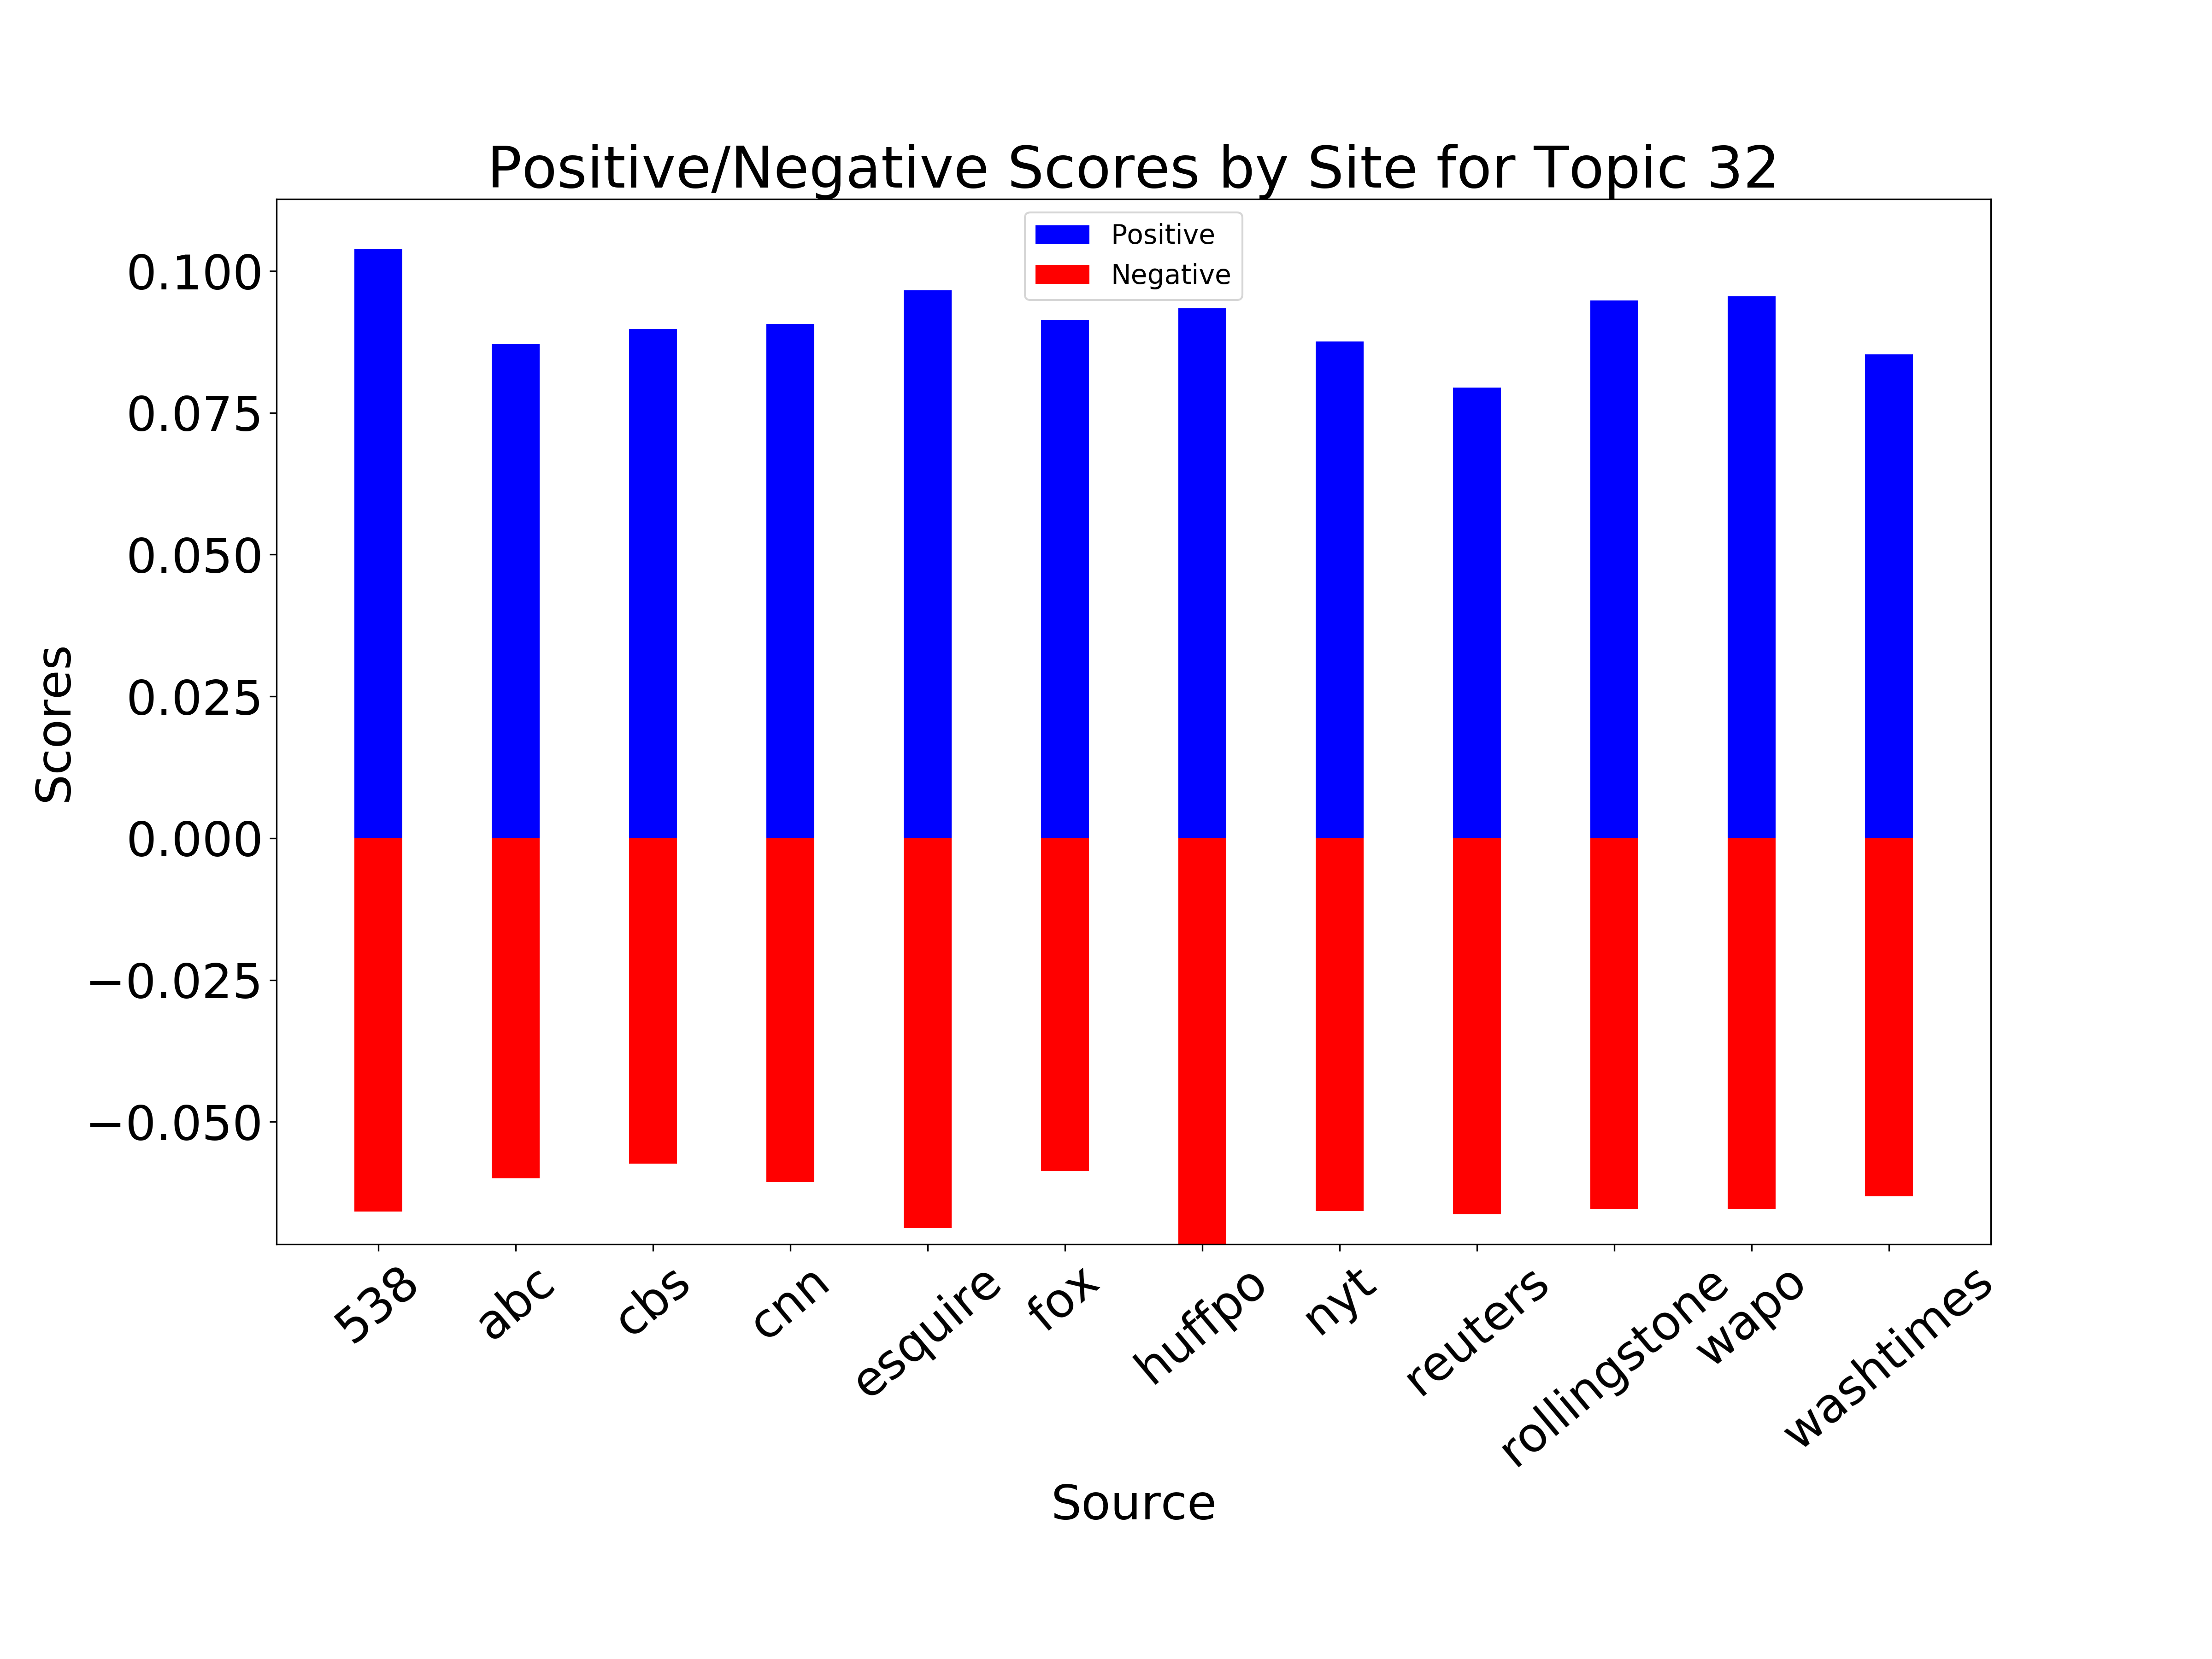 Positive/Negative Scores by Site for Topic 32
Positive
Negative
0.100
0.075
0.050
0.025
0.000
−0.025
−0.050
Scores
538
abc
cbs
cnn
esquire
fox
huffpo
nyt
reuters
rollingstone
wapo
washtimes
Source